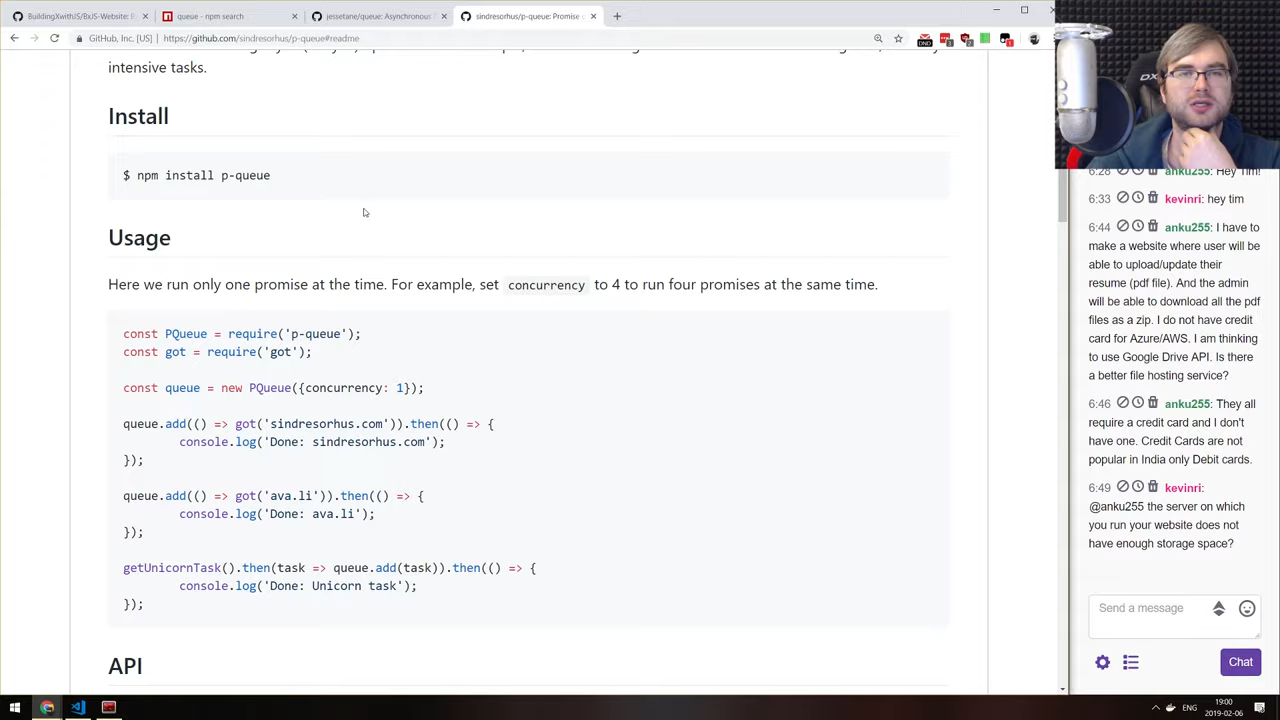 BuildingXwithJS/BxJS-Website:
queue - npm search
jessetane/queue: Asynchronous
sindresorhus/p-queue: Promise
GitHub, Inc. [US] | https://github.com/sindresorhus/p-queue#readme
intensive tasks.
Install
$ npm install p-queue
Usage
Here we run only one promise at the time. For example, set concurrency to 4 to run four promises at the same time.
const PQueue = require('p-queue');
const got = require('got');
const queue = new PQueue({concurrency: 1});
queue.add(() => got('sindresorhus.com')).then(() => {
console.log('Done: sindresorhus.com');
});
queue.add(() => got('ava.li')).then(() => {
console.log('Done: ava.li');
});
getUnicornTask().then(task => queue.add(task)).then(() => {
console.log('Done: Unicorn task');
});
API
6:28 anku255: Hey Tim!
6:33 kevinri: hey tim
6:44 anku255: I have to
make a website where user will be
able to upload/update their
resume (pdf file). And the admin
will be able to download all the pdf
files as a zip. I do not have credit
card for Azure/AWS. I am thinking
to use Google Drive API. Is there
a better file hosting service?
6:46 anku255: They all
require a credit card and I don't
have one. Credit Cards are not
popular in India only Debit cards.
6:49 kevinri:
@anku255 the server on which
you run your website does not
have enough storage space?
Send a message
Chat
ENG
19:00
2019-02-06